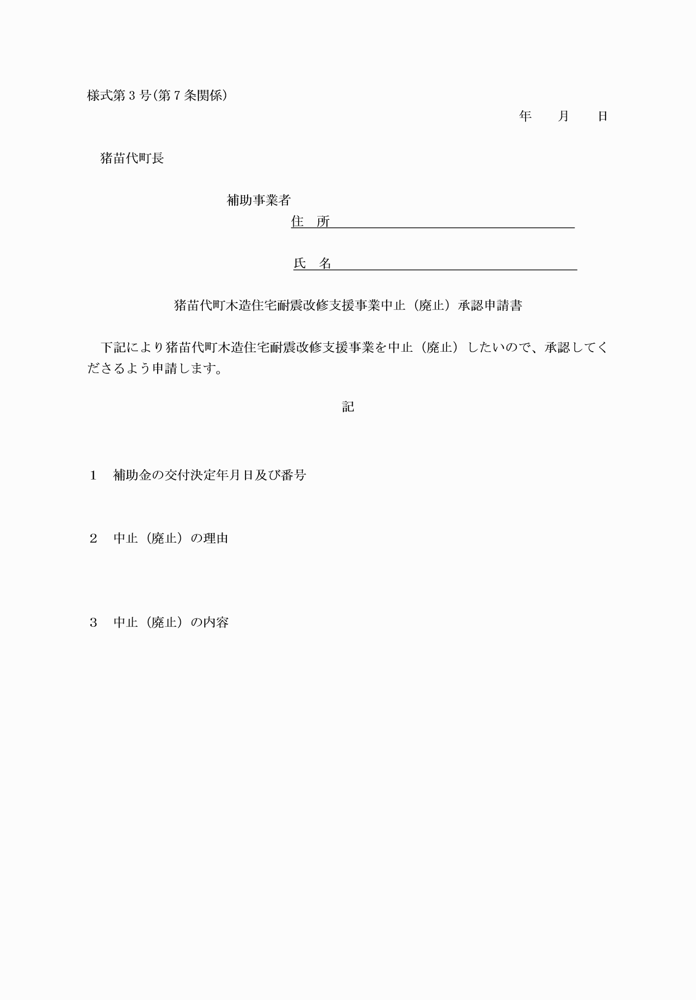 様式第３号（第７条関係）
年　　月　　日
猪苗代町長
補助事業者
住　所
氏　名
猪苗代町木造住宅耐震改修支援事業中止（廃止）承認申請書
下記により猪苗代町木造住宅耐震改修支援事業を中止（廃止）したいので、承認してく
ださるよう申請します。
記
１　補助金の交付決定年月日及び番号
２　中止（廃止）の理由
３　中止（廃止）の内容